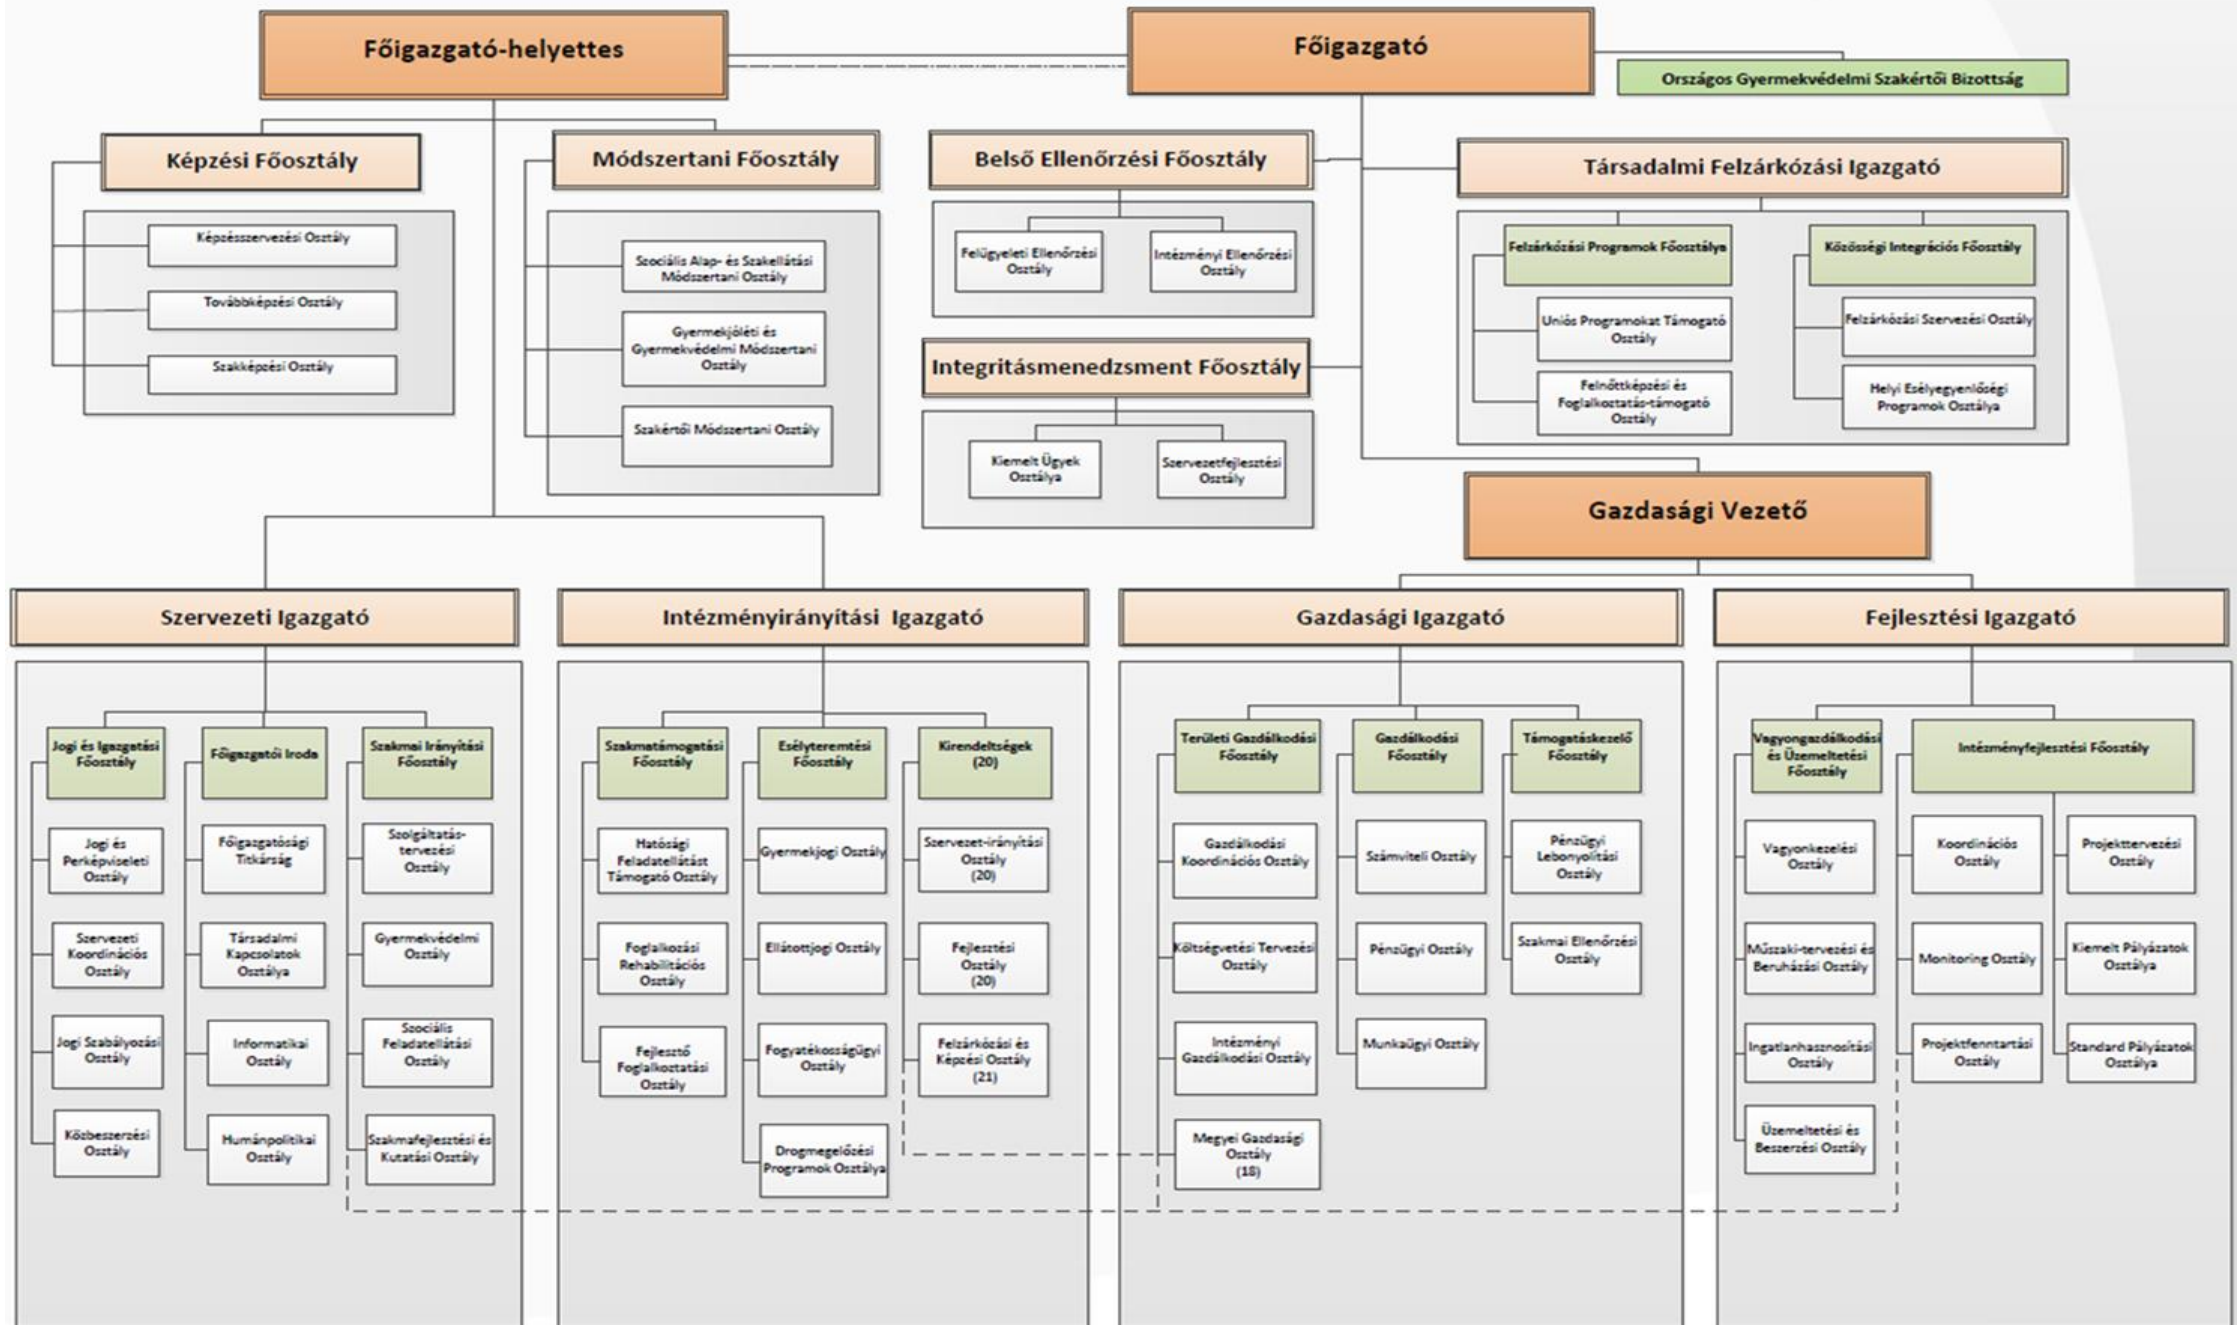 Főigazgató-helyettes
Főigazgató
Országos Gyermekvédelmi Szakértői Bizottság
Képzési Főosztály
Képzésszervezési Osztály
Továbbképzési Osztály
Szakképzési Osztály
Módszertani Főosztály
Szociális Alap- és Szakellátási
Módszertani Osztály
Gyermekjóléti és
Gyermekvédelmi Módszertani
Osztály
Szakértői Módszertani Osztály
Belső Ellenőrzési Főosztály
Felügyeleti Ellenőrzési
Osztály
Intézményi Ellenőrzési
Osztály
Integritásmenedzsment Főosztály
Kiemelt Ügyek
Osztálya
Szervezetfejlesztési
Osztály
Társadalmi Felzárkózási Igazgató
Felzárkózási Programok Főosztálya
Uniós Programokat Támogató
Osztály
Felnőttképzési és
Foglalkoztatás-támogató
Osztály
Közösségi Integrációs Főosztály
Felzárkózási Szervezési Osztály
Helyi Esélyegyenlőségi
Programok Osztálya
Gazdasági Vezető
Szervezeti Igazgató
Jogi és Igazgatási
Főosztály
Jogi és
Perképviseleti
Osztály
Szervezeti
Koordinációs
Osztály
Jogi Szabályozási
Osztály
Közbeszerzési
Osztály
Főigazgatói Iroda
Főigazgatósági
Titkárság
Társadalmi
Kapcsolatok
Osztálya
Informatikai
Osztály
Humánpolitikai
Osztály
Szakmai Irányítási
Főosztály
Szolgáltatás-
tervezési
Osztály
Gyermekvédelmi
Osztály
Szociális
Feladatellátási
Osztály
Szakmafejlesztési és
Kutatási Osztály
Intézményirányítási Igazgató
Szakmatámogatási
Főosztály
Hatósági
Feladatellátást
Támogató Osztály
Foglalkozási
Rehabilitációs
Osztály
Fejlesztő
Foglalkoztatási
Osztály
Esélyteremtési
Főosztály
Gyermekjogi Osztály
Ellátottjogi Osztály
Fogyatékosságügyi
Osztály
Drogmegelőzési
Programok Osztálya
Kirendeltségek
(20)
Szervezet-irányítási
Osztály
(20)
Fejlesztési
Osztály
(20)
Felzárkózási és
Képzési Osztály
(21)
Gazdasági Igazgató
Területi Gazdálkodási
Főosztály
Gazdálkodási
Koordinációs Osztály
Költségvetési Tervezési
Osztály
Intézményi
Gazdálkodási Osztály
Megyei Gazdasági
Osztály
(18)
Gazdálkodási
Főosztály
Számviteli Osztály
Pénzügyi Osztály
Munkaügyi Osztály
Támogatáskezelő
Főosztály
Pénzügyi
Lebonyolítási
Osztály
Szakmai Ellenőrzési
Osztály
Fejlesztési Igazgató
Vagyongazdálkodási
és Üzemeltetési
Főosztály
Vagyonkezelési
Osztály
Műszaki-tervezési és
Beruházási Osztály
Ingatlanhasznosítási
Osztály
Üzemeltetési és
Beszerzési Osztály
Intézményfejlesztési Főosztály
Koordinációs
Osztály
Monitoring Osztály
Projektfenntartási
Osztály
Projekttervezési
Osztály
Kiemelt Pályázatok
Osztálya
Standard Pályázatok
Osztálya